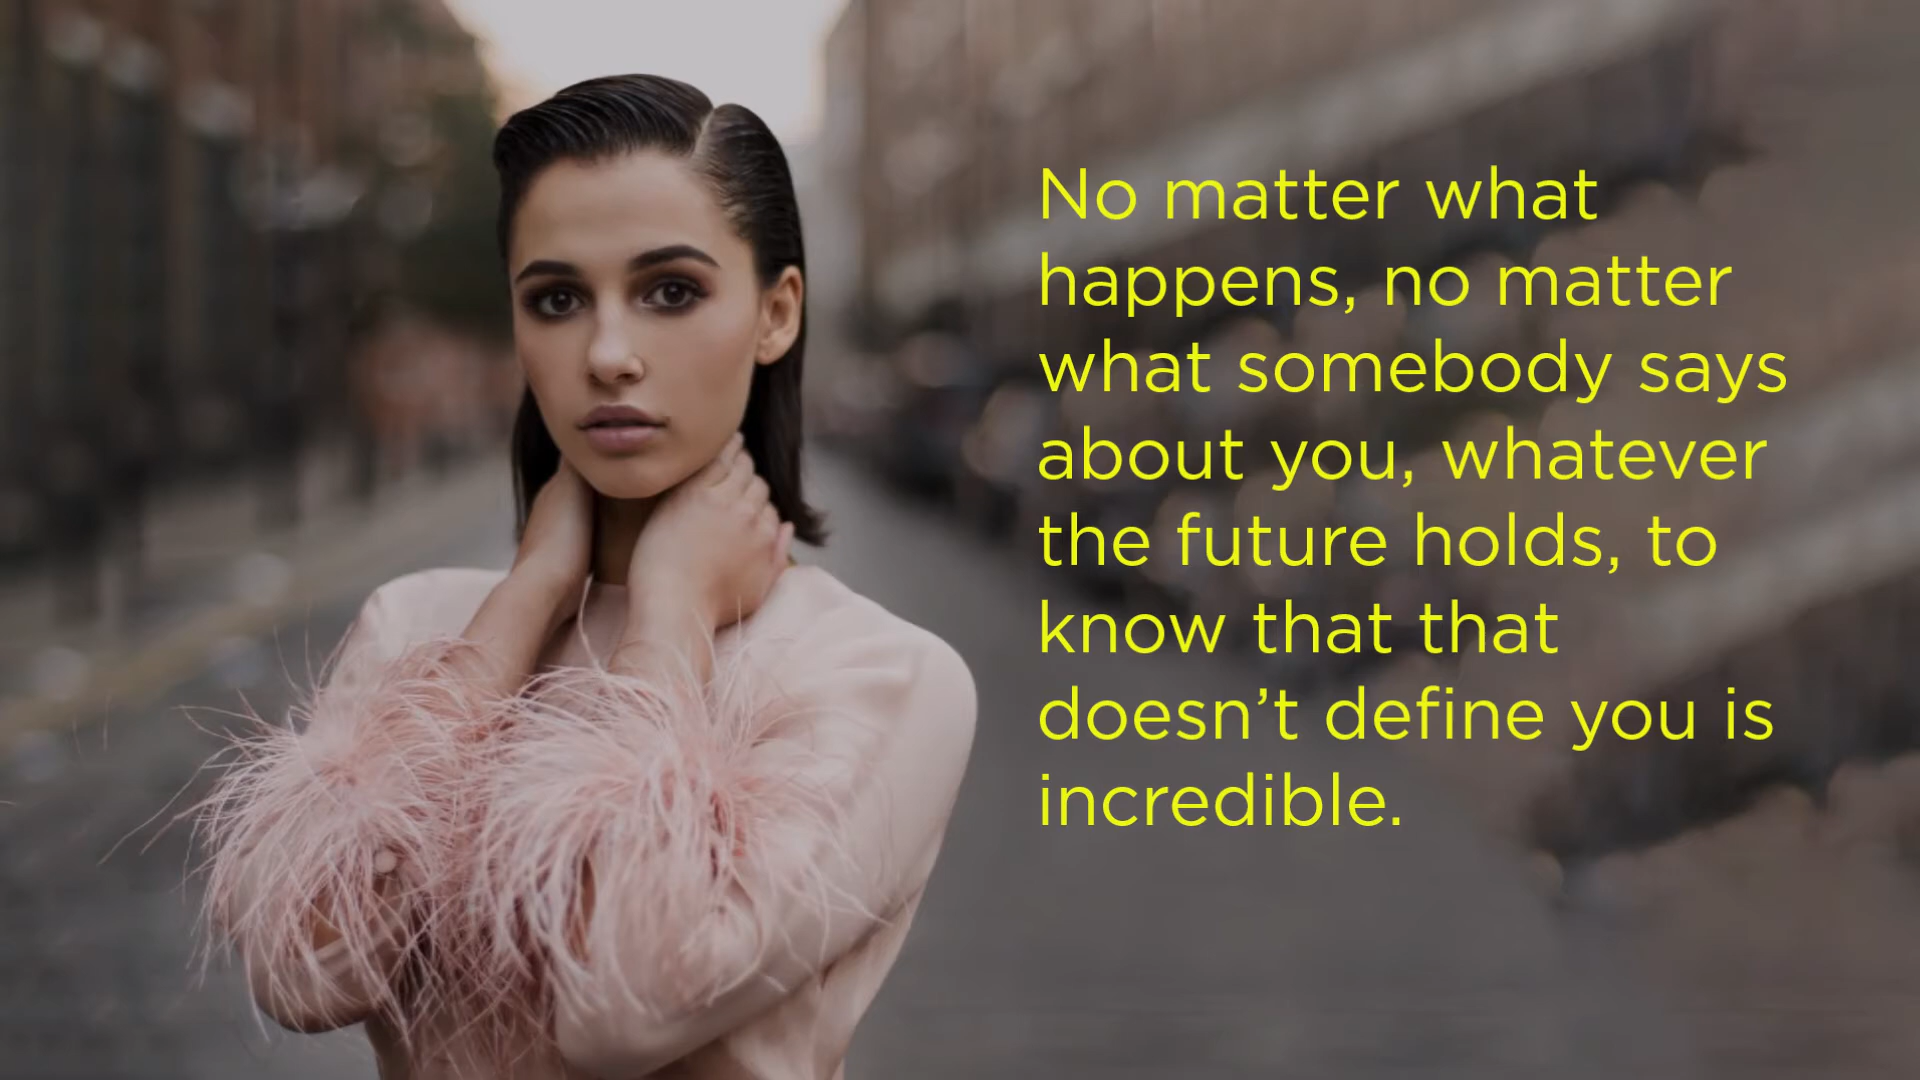 No matter what
happens, no matter
what somebody says
about you, whatever
the future holds, to
know that that
doesn’t define you is
incredible.